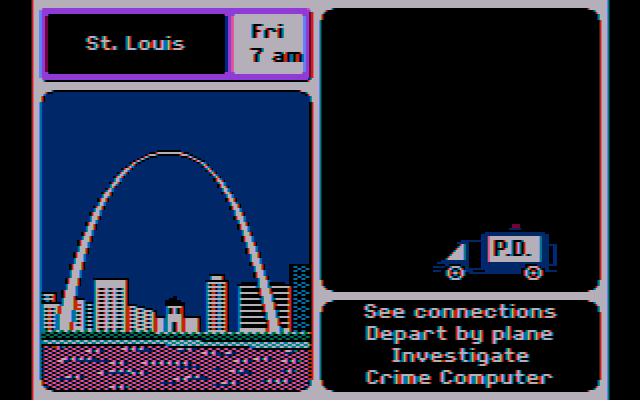 St. Louis
Fri
7 am
P.D.
See connections
Depart by plane
Investigate
Crime Computer